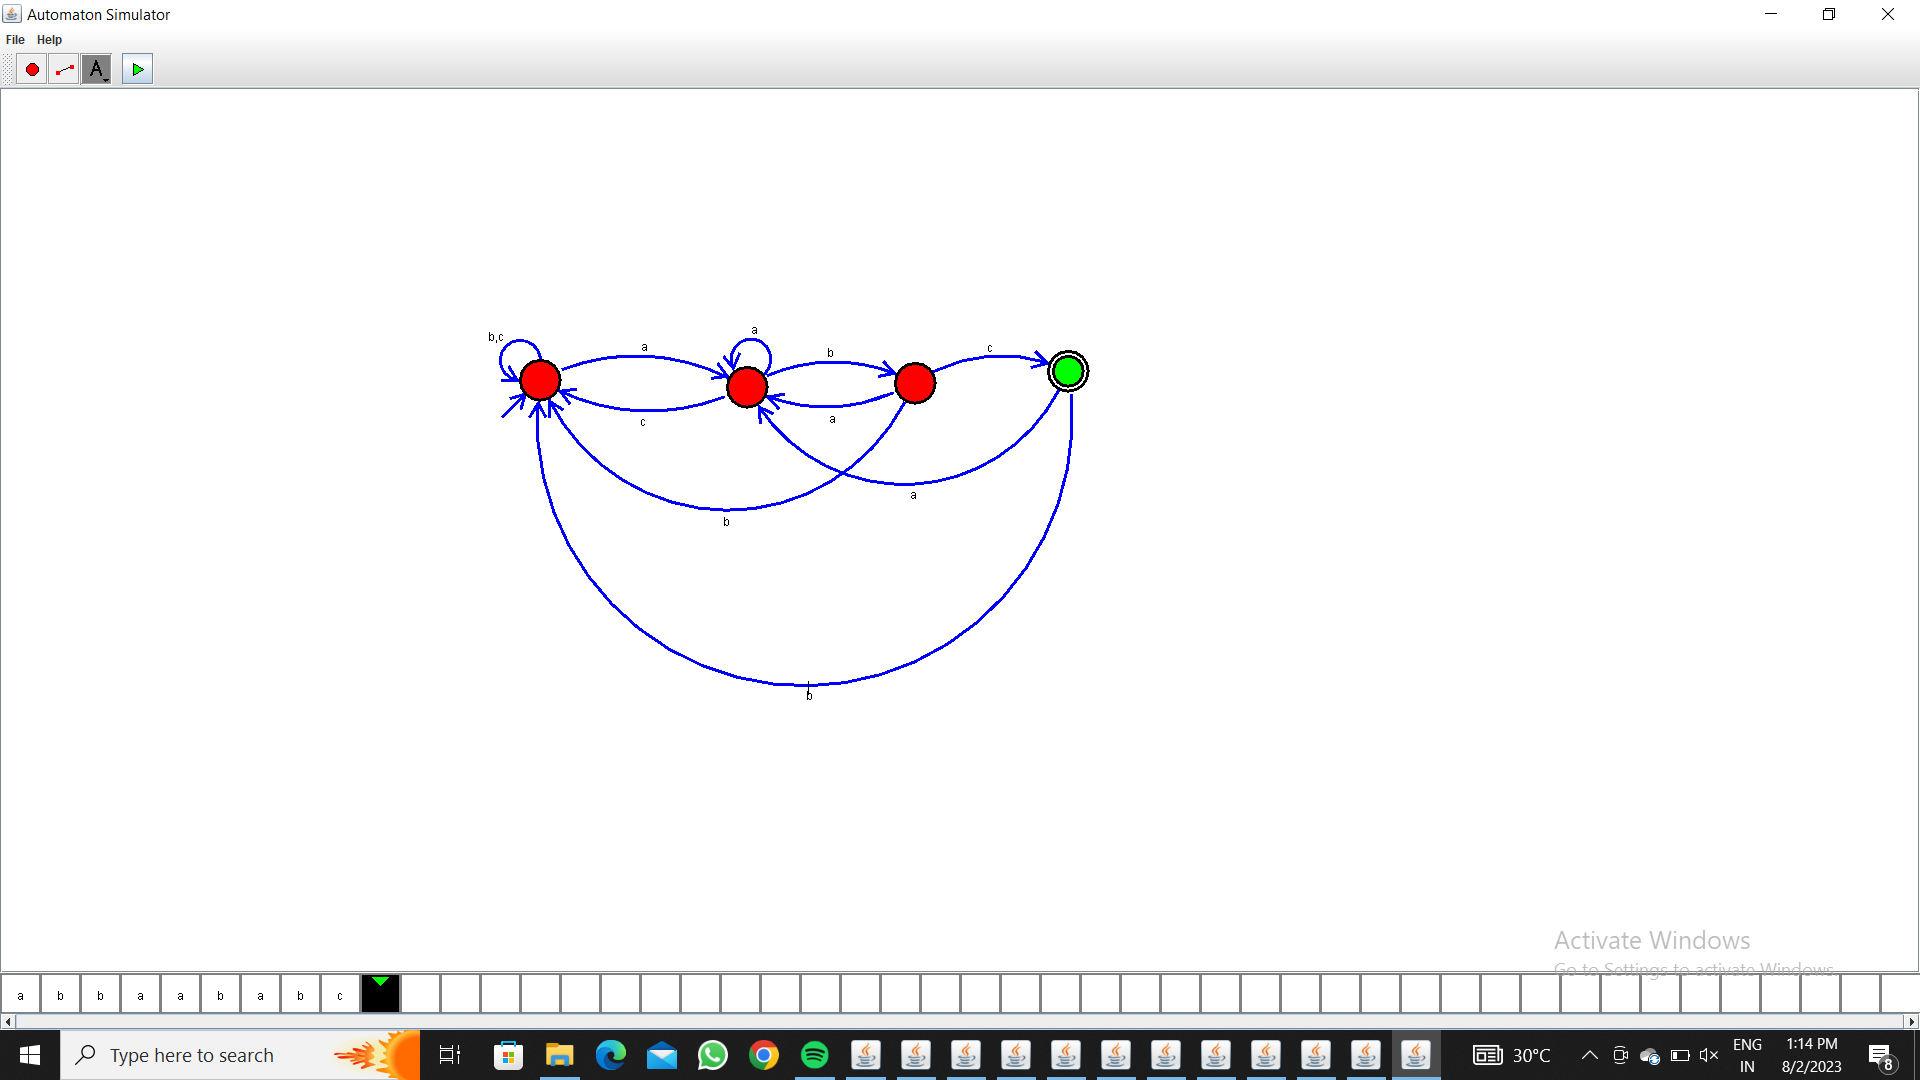 Automaton Simulator
File Help
A
b,c
a
a
b
c
c
a
a
b
b
Activate Windows
Go to Settings to activate Windows.
a b b a a b a b c
Type here to search
30°C
ENG
IN
1:14 PM
8/2/2023
8